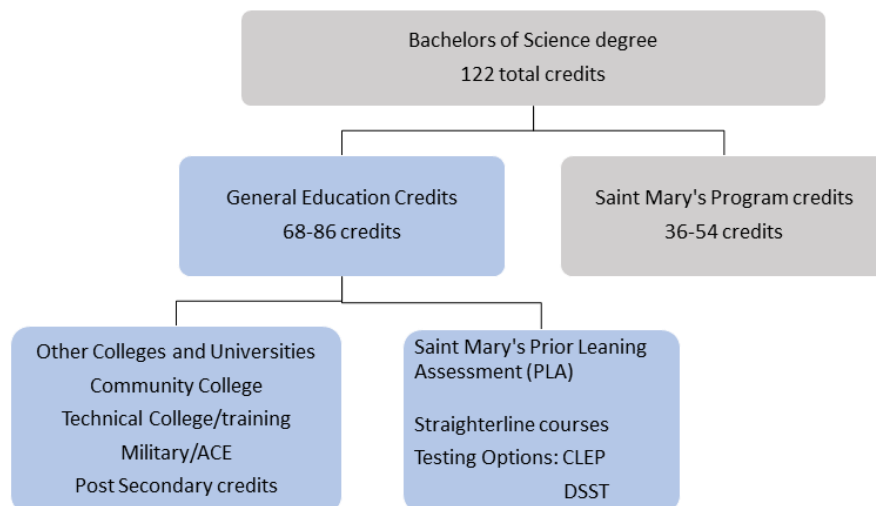 Bachelors of Science degree
122 total credits
General Education Credits
68-86 credits
Saint Mary's Program credits
36-54 credits
Other Colleges and Universities
Community College
Technical College/training
Military/ACE
Post Secondary credits
Saint Mary's Prior Leaning
Assessment (PLA)
Straighterline courses
Testing Options: CLEP
DSST